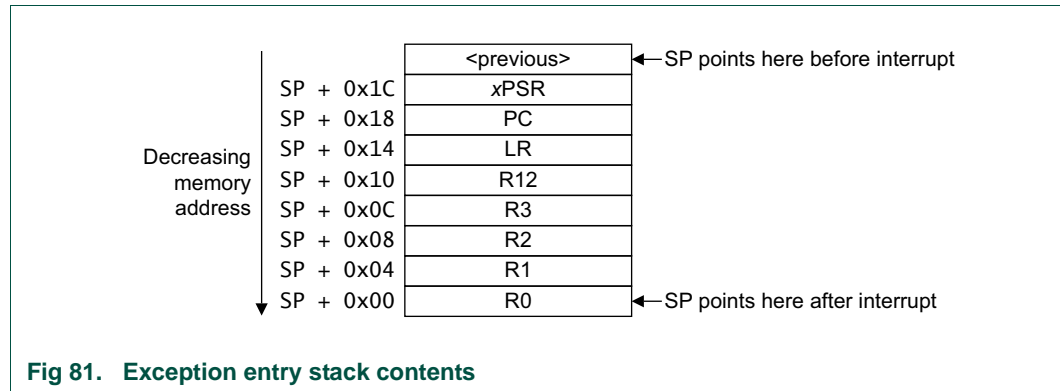 <previous> SP points here before interrupt
SP + 0x1C xPSR
SP + 0x18 PC
SP + 0x14 LR
Decreasing
memory
address
SP + 0x10 R12
SP + 0x0C R3
SP + 0x08 R2
SP + 0x04 R1
SP + 0x00 R0 SP points here after interrupt
Fig 81. Exception entry stack contents